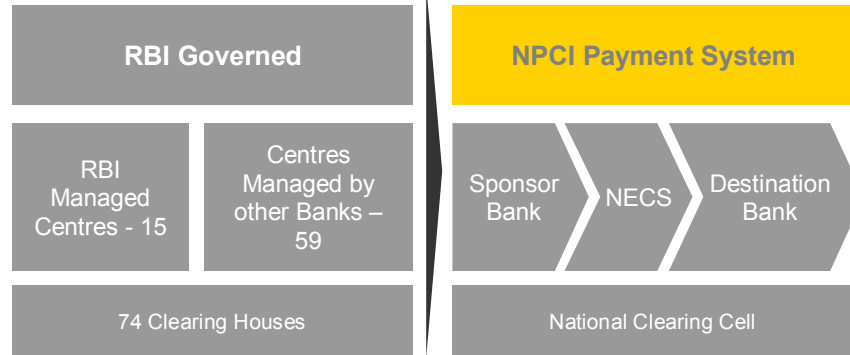 RBI Governed
NPCI Payment System
RBI
Managed
Centres - 15
Centres
Managed by
other Banks –
59
Sponsor
Bank
NECS
Destination
Bank
74 Clearing Houses
National Clearing Cell